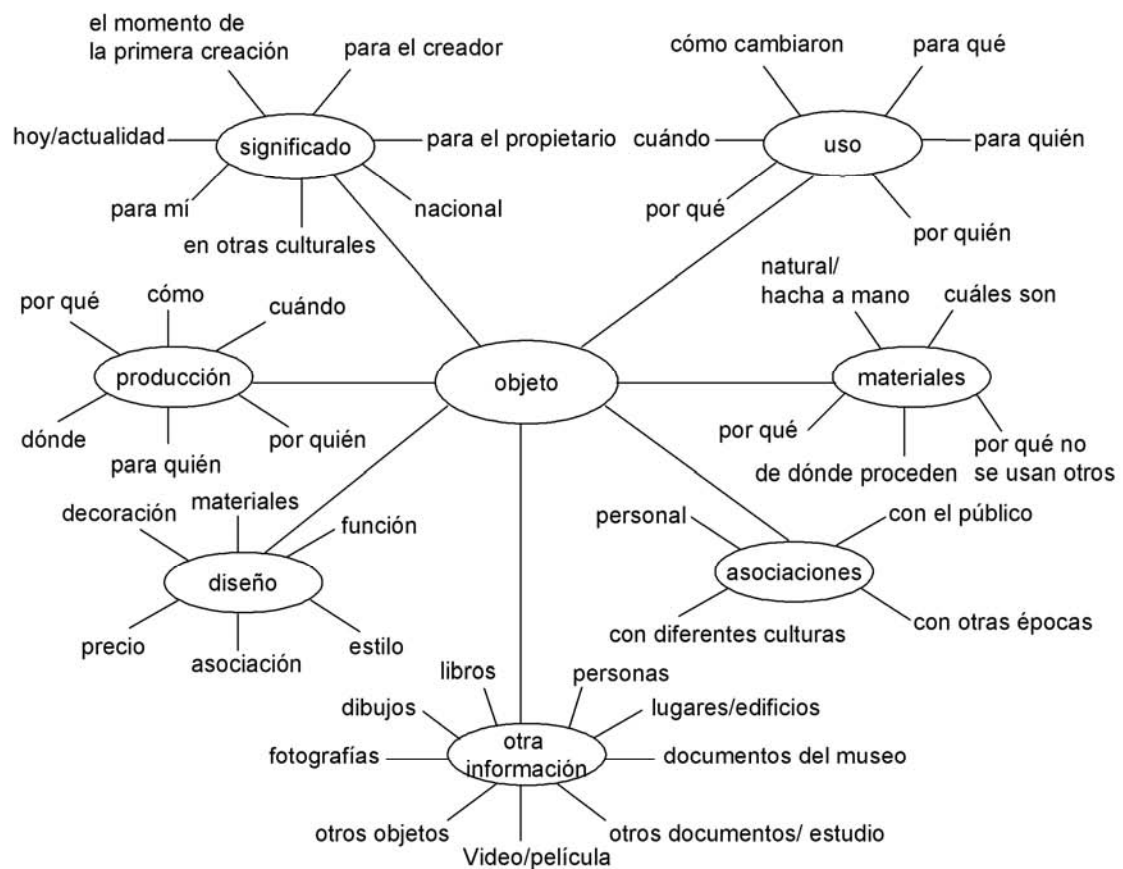 el momento de
la primera creación
para el creador
hoy/actualidad
significado
para el propietario
para mí
nacional
en otras culturales
cómo cambiaron
para qué
cuándo
uso
para quién
por qué
por quién
natural/
hacha a mano
cuáles son
materiales
por qué
de dónde proceden
por qué no
se usan otros
por qué
cómo
cuándo
producción
objeto
dónde
para quién
por quién
decoración
materiales
función
diseño
precio
asociación
estilo
personal
con el público
asociaciones
con diferentes culturas
con otras épocas
libros
personas
dibujos
lugares/edificios
fotografías
otra
información
documentos del museo
otros objetos
Video/película
otros documentos/ estudio